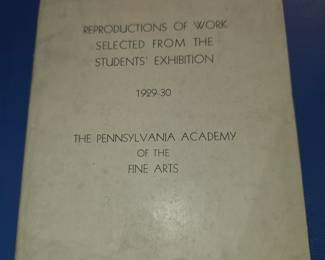 REPRODUCTIONS OF WORK
SELECTED FROM THE
STUDENTS' EXHIBITION
1929-30
THE PENNSYLVANIA ACADEMY
OF THE
FINE ARTS